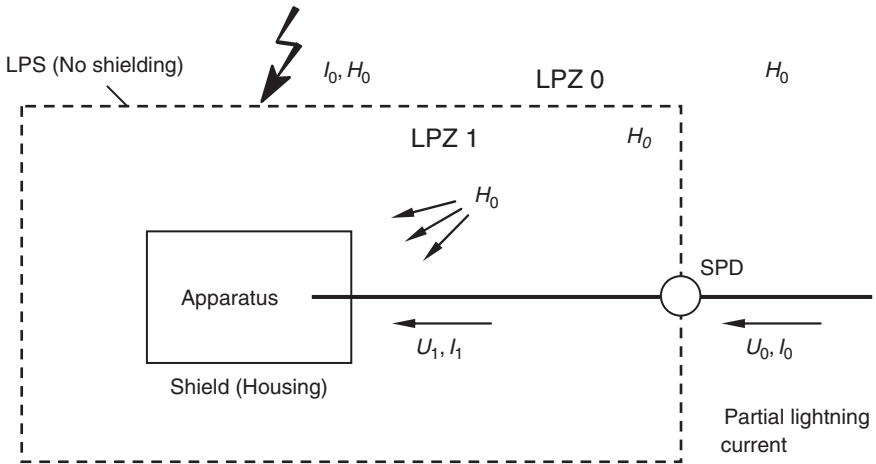 LPS (No shielding)
I₀, H₀
LPZ 0
H₀
LPZ 1
H₀
H₀
SPD
Apparatus
U₁, I₁
U₀, I₀
Shield (Housing)
Partial lightning
current